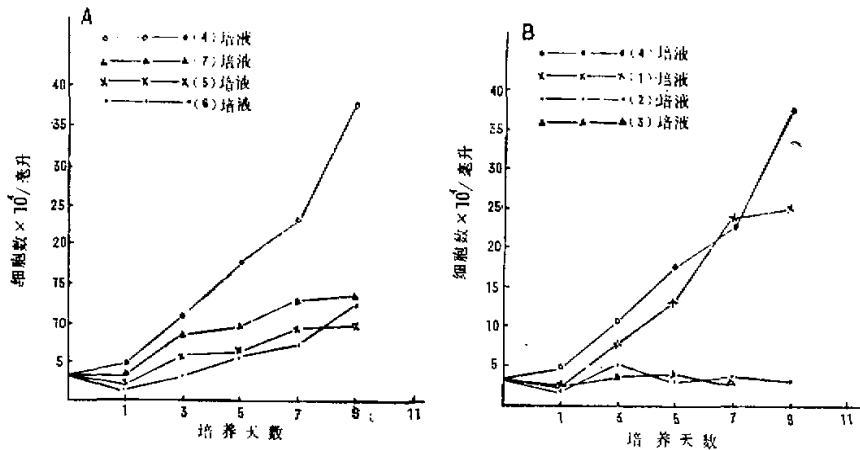 A
(4)培液
(7)培液
(5)培液
(6)培液
40
35
30
25
20
15
10
5
细胞数×10⁴/毫升
1 3 5 7 9 11
培养天数
B
(4)培液
(1)培液
(2)培液
(3)培液
40
35
30
25
20
15
10
5
细胞数×10⁴/毫升
1 3 5 7 9 11
培养天数